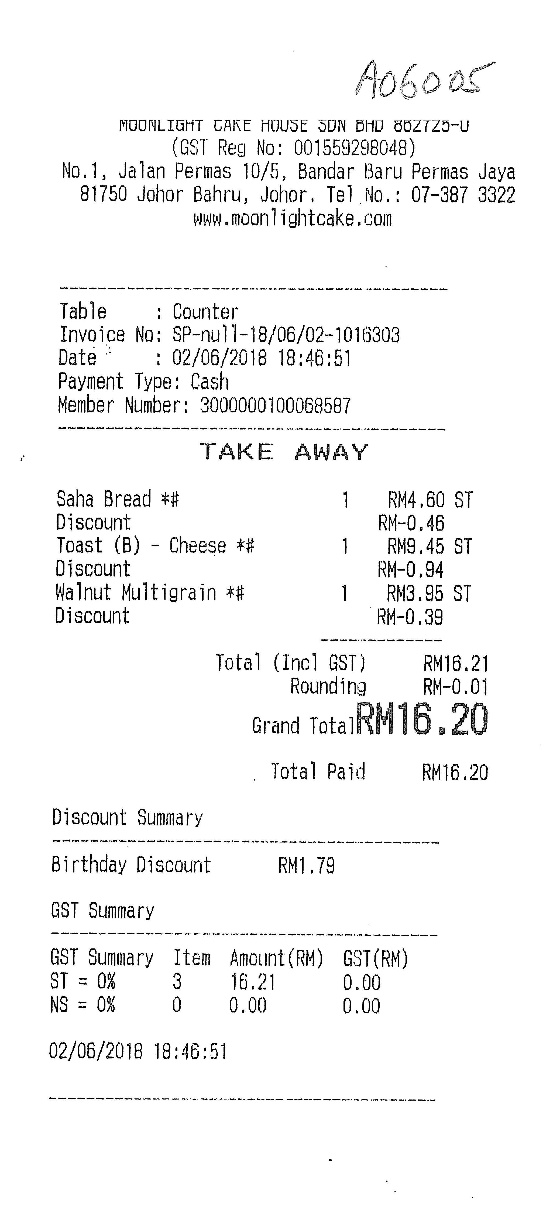 A06005
MOONLIGHT CAKE HOUSE SDN BHD 862725-U
(GST Reg No: 001559298048)
No.1, Jalan Permas 10/5, Bandar Baru Permas Jaya
81750 Johor Bahru, Johor. Tel No.: 07-387 3322
www.moonlightcake.com
Table : Counter
Invoice No: SP-null-18/06/02-1016303
Date : 02/06/2018 18:46:51
Payment Type: Cash
Member Number: 3000000100068587
TAKE AWAY
Saha Bread *# 1 RM4.60 ST
Discount RM-0.46
Toast (B) - Cheese *# 1 RM9.45 ST
Discount RM-0.94
Walnut Multigrain *# 1 RM3.95 ST
Discount RM-0.39
Total (Incl GST) RM16.21
Rounding RM-0.01
Grand Total RM16.20
Total Paid RM16.20
Discount Summary
Birthday Discount RM1.79
GST Summary
GST Summary Item Amount(RM) GST(RM)
ST = 0% 3 16.21 0.00
NS = 0% 0 0.00 0.00
02/06/2018 18:46:51